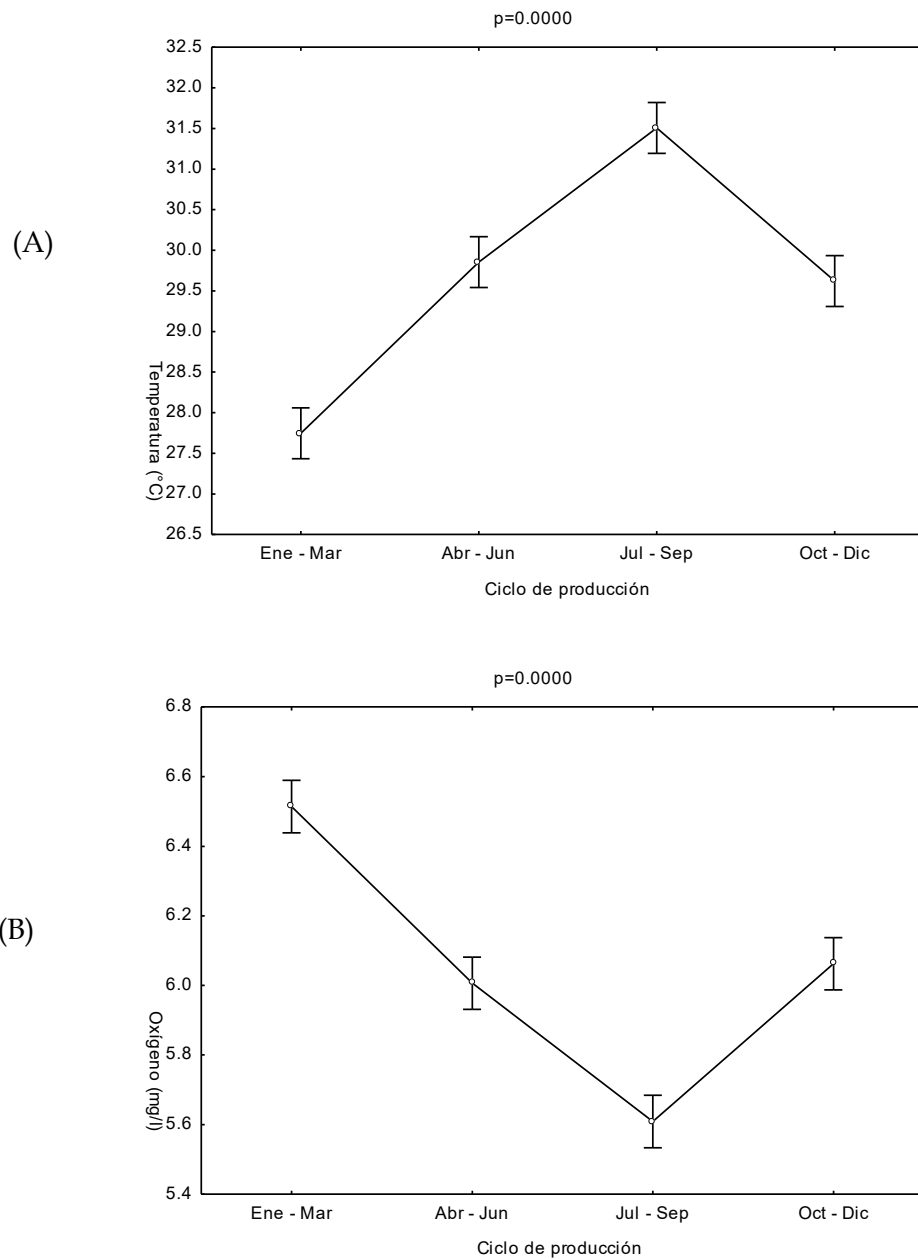 p=0.0000
32.5
32.0
31.5
31.0
30.5
(A)
30.0
29.5
29.0
28.5
28.0
27.5
27.0
26.5
Temperatura (°C)
Ene - Mar Abr - Jun Jul - Sep Oct - Dic
Ciclo de producción
p=0.0000
6.8
6.6
6.4
6.2
(B)
6.0
5.8
5.6
5.4
Oxígeno (mg/l)
Ene - Mar Abr - Jun Jul - Sep Oct - Dic
Ciclo de producción